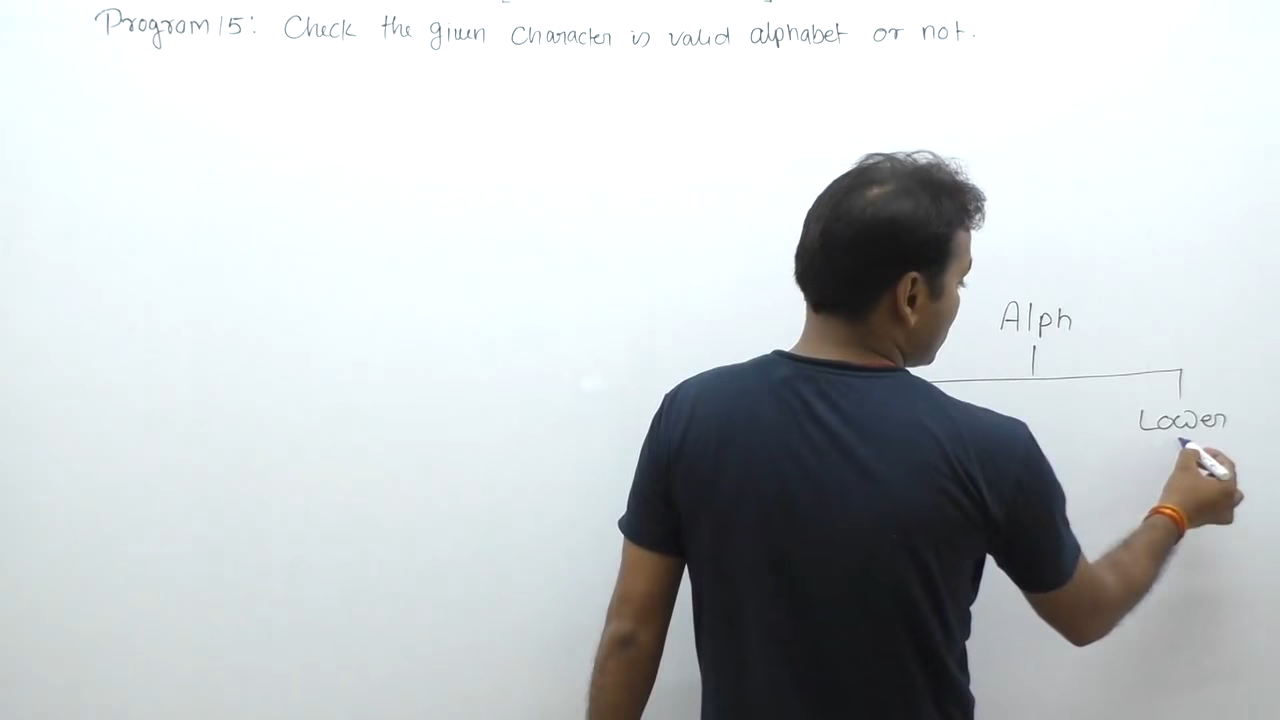 Program 15: Check the given character is valid alphabet or not.
Alph
Lower